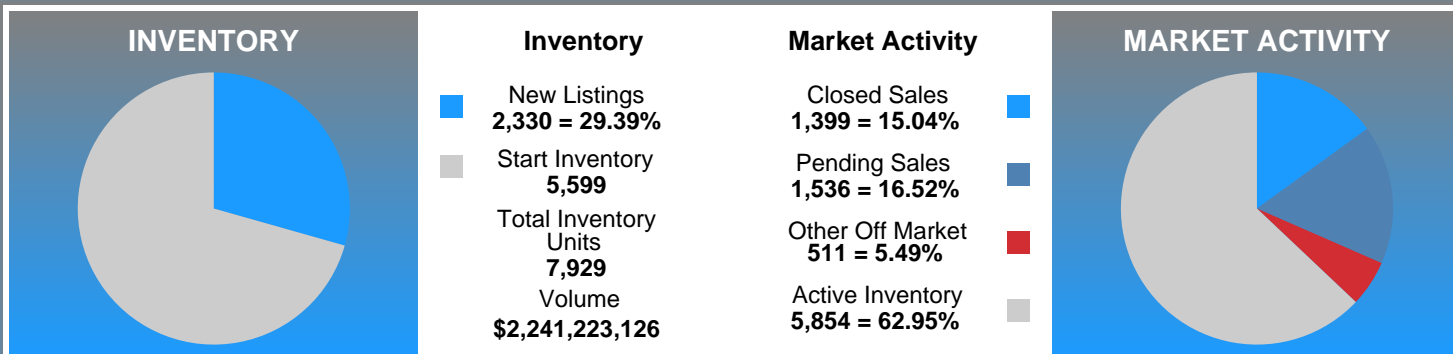 INVENTORY
Inventory
New Listings
2,330 = 29.39%
Start Inventory
5,599
Total Inventory
Units
7,929
Volume
$2,241,223,126
Market Activity
Closed Sales
1,399 = 15.04%
Pending Sales
1,536 = 16.52%
Other Off Market
511 = 5.49%
Active Inventory
5,854 = 62.95%
MARKET ACTIVITY